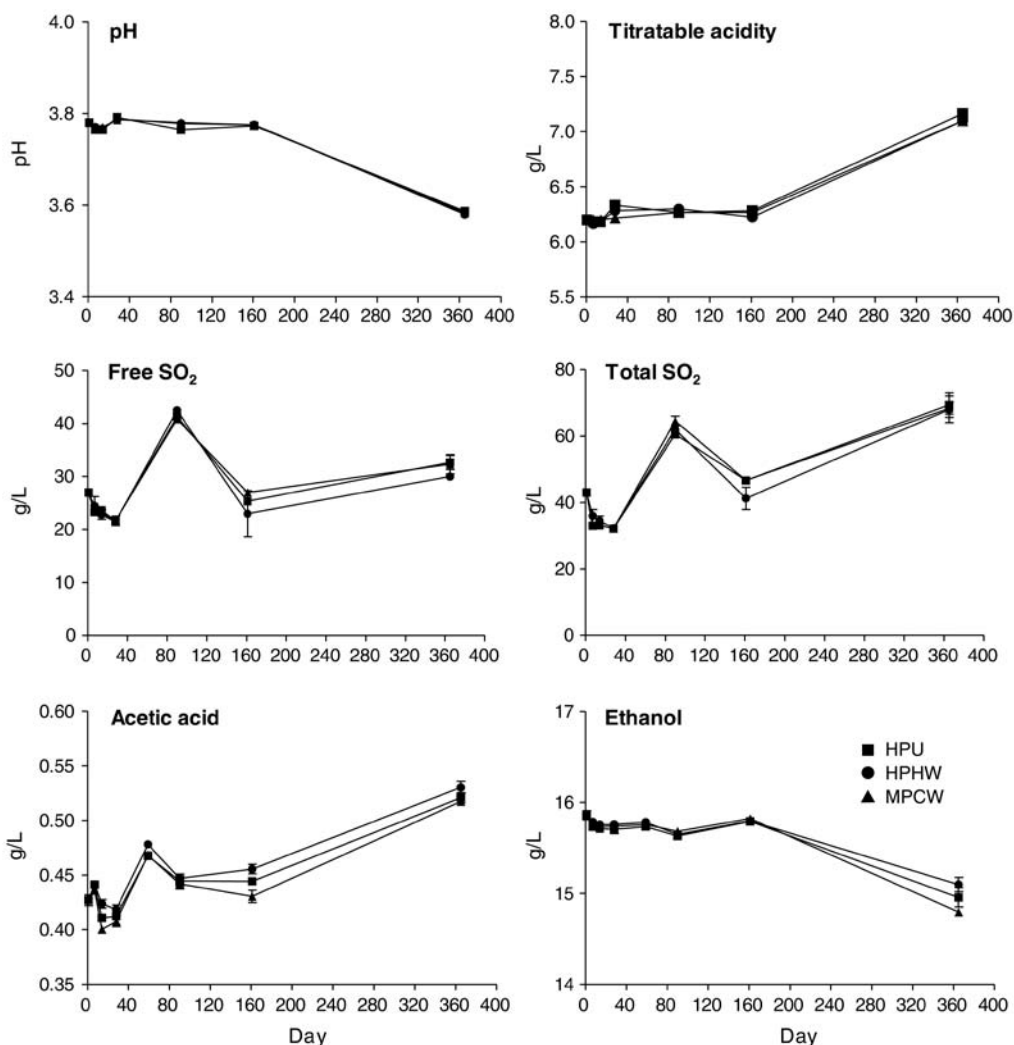 pH
4.0
3.8
3.6
3.4
pH
0 40 80 120 160 200 240 280 320 360 400
Titratable acidity
8.0
7.5
7.0
6.5
6.0
5.5
g/L
0 40 80 120 160 200 240 280 320 360 400
Free SO₂
50
40
30
20
10
0
g/L
0 40 80 120 160 200 240 280 320 360 400
Total SO₂
80
60
40
20
0
g/L
0 40 80 120 160 200 240 280 320 360 400
Acetic acid
0.60
0.55
0.50
0.45
0.40
0.35
g/L
0 40 80 120 160 200 240 280 320 360 400
Day
Ethanol
17
16
15
14
g/L
HPU
HPHW
MPCW
0 40 80 120 160 200 240 280 320 360 400
Day